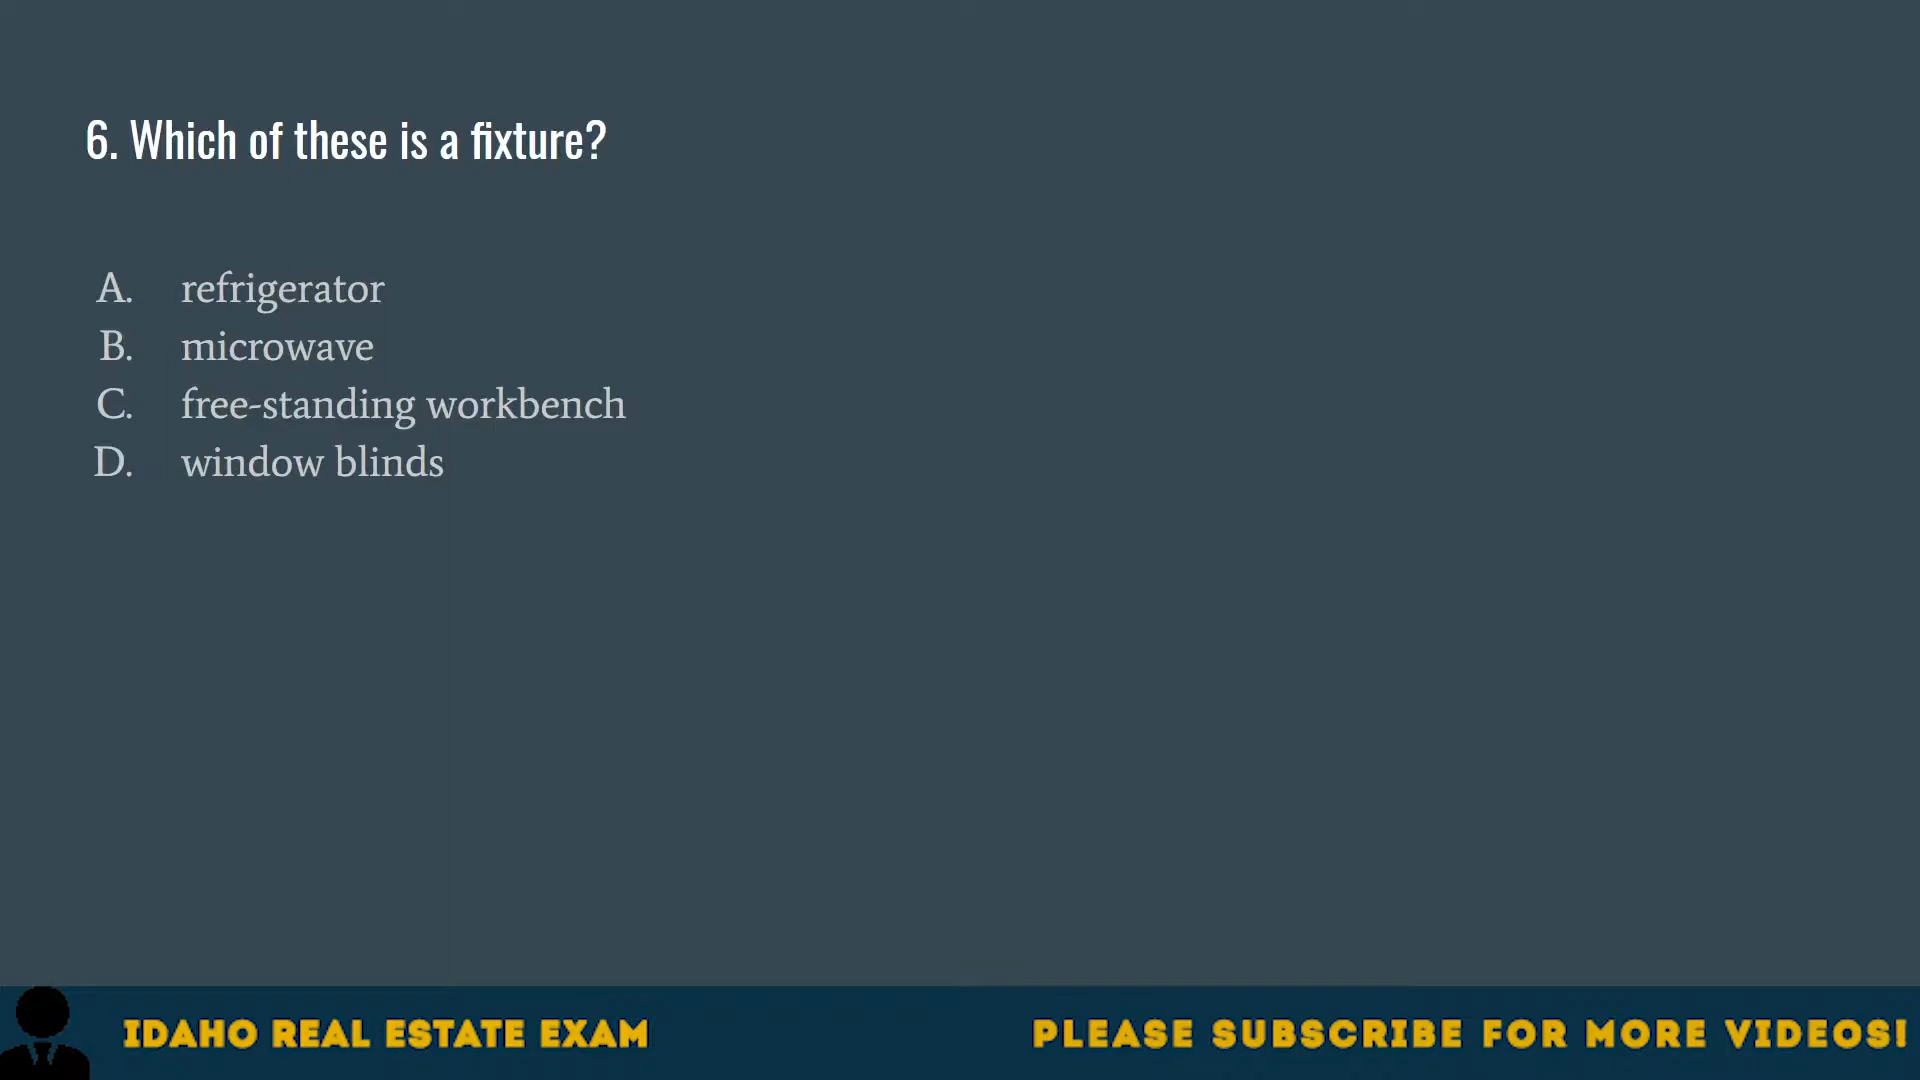 6. Which of these is a fixture?
A. refrigerator
B. microwave
C. free-standing workbench
D. window blinds
IDAHO REAL ESTATE EXAM
PLEASE SUBSCRIBE FOR MORE VIDEOS!